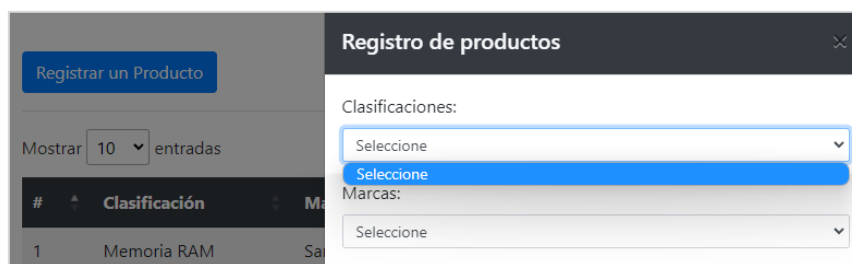 Registro de productos
Registrar un Producto
Clasificaciones:
Seleccione
Mostrar 10 entradas
Seleccione
Marcas:
# Clasificación
Seleccione
1 Memoria RAM